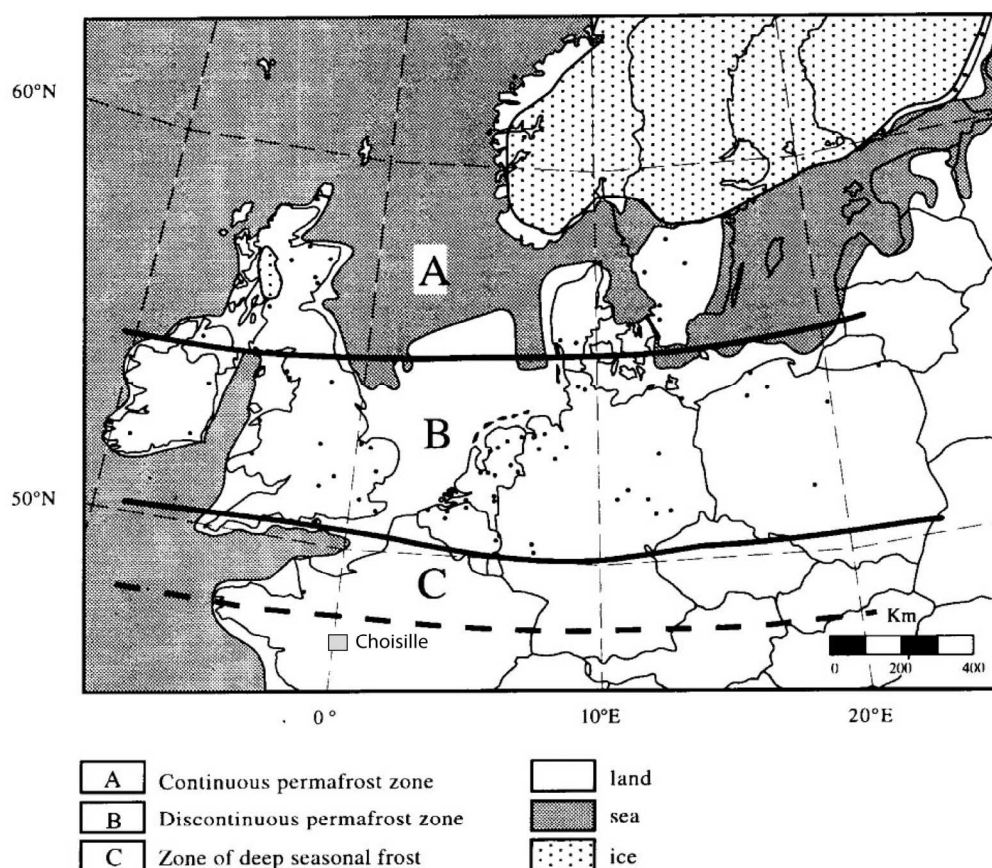 60°N
A
B
50°N
C
Km
Choisille
0 200 400
0 ° 10°E 20°E
A Continuous permafrost zone land
B Discontinuous permafrost zone sea
C Zone of deep seasonal frost ice